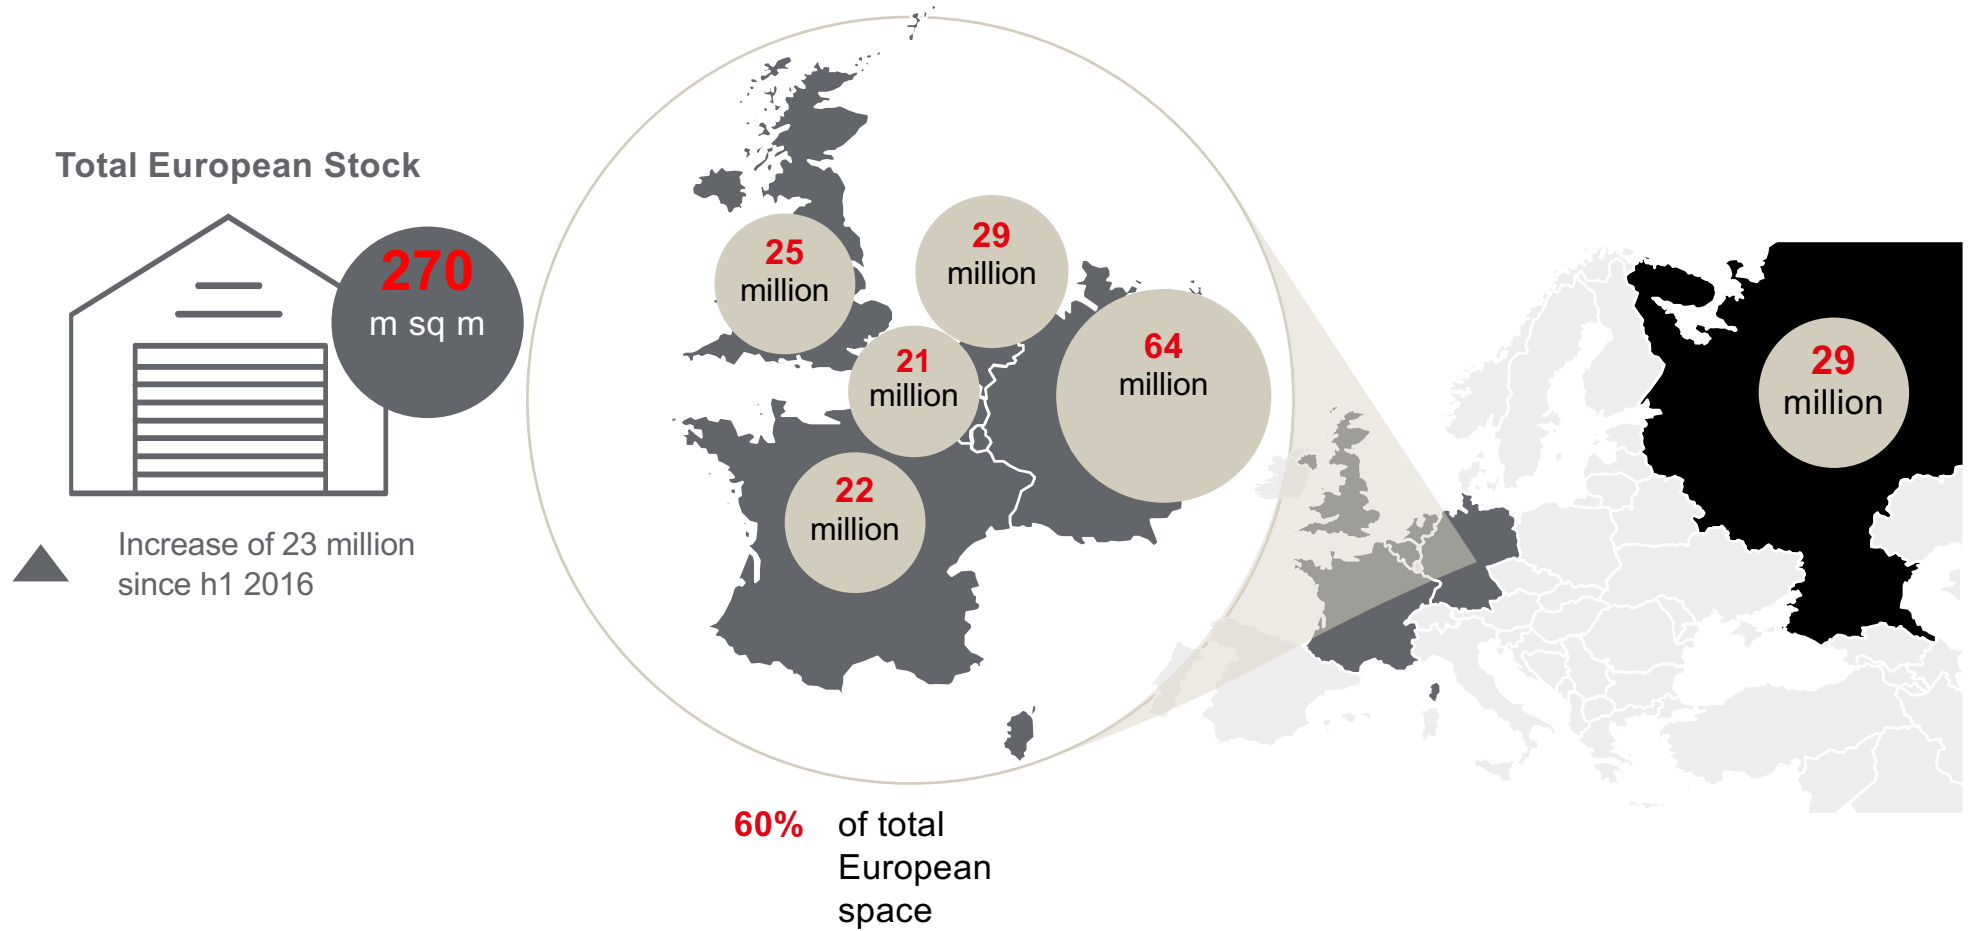 Total European Stock
270
m sq m
Increase of 23 million
since h1 2016
25
million
29
million
21
million
64
million
22
million
60% of total
European
space
29
million